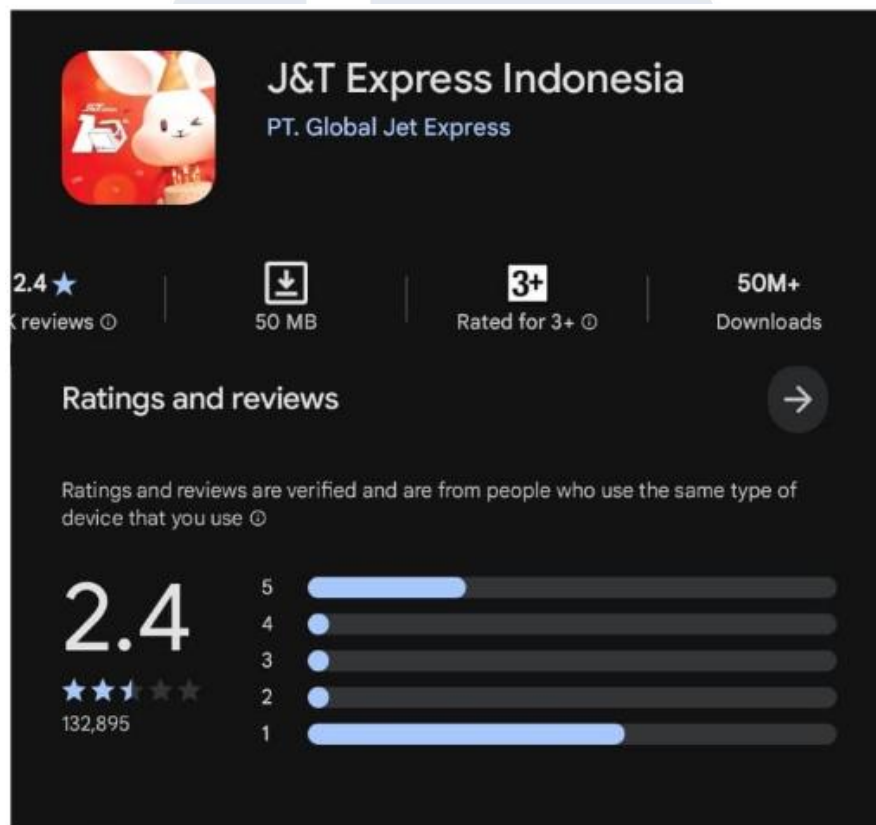 J&T Express Indonesia
PT. Global Jet Express
2.4
reviews
50 MB
3+
Rated for 3+
50M+
Downloads
Ratings and reviews
Ratings and reviews are verified and are from people who use the same type of
device that you use
2.4
132,895
5
4
3
2
1